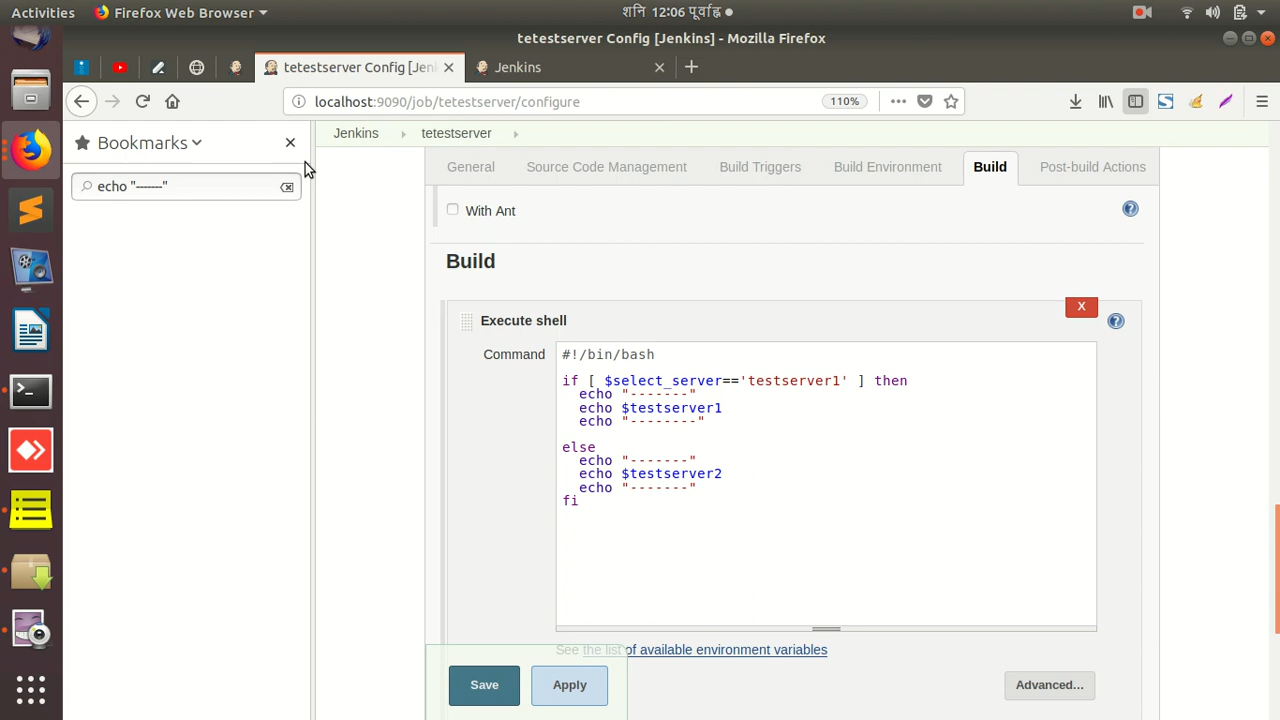 Activities
Firefox Web Browser
शनि 12:06 पूर्वाह्न
tetestserver Config [Jenkins] - Mozilla Firefox
tetestserver Config [Jen
Jenkins
localhost:9090/job/tetestserver/configure
110%
Bookmarks
Jenkins
tetestserver
echo "-------"
General
Source Code Management
Build Triggers
Build Environment
Build
Post-build Actions
With Ant
Build
Execute shell
X
Command
#!/bin/bash
if [ $select_server=='testserver1' ] then
echo "-------"
echo $testserver1
echo "--------"
else
echo "-------"
echo $testserver2
echo "-------"
fi
See the list of available environment variables
Save
Apply
Advanced...